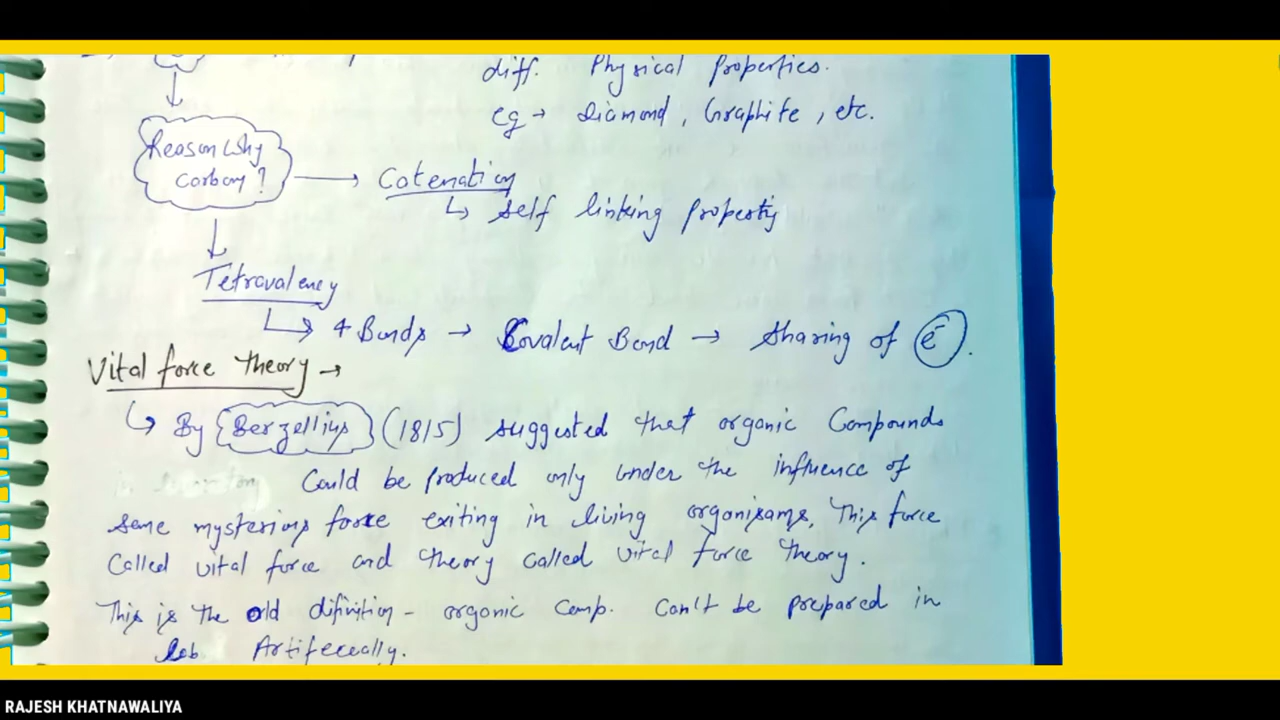 diff. Physical properties.
eg → Diamond, Graphite, etc.
Reason why
Carbon?
Catenation
↳ Self linking property
Tetravalency
↳ 4 Bonds → Covalent Bond → Sharing of e⁻.
Vital force theory →
↳ By Berzellius (1815) suggested that organic Compounds
Could be produced only under the influence of
some mysterious force exiting in living organisams, This force
Called vital force and theory called vital force theory.
This is the old difinition - organic Comp. Can't be prepared in
lab Artifeceally.
RAJESH KHATNAWALIYA